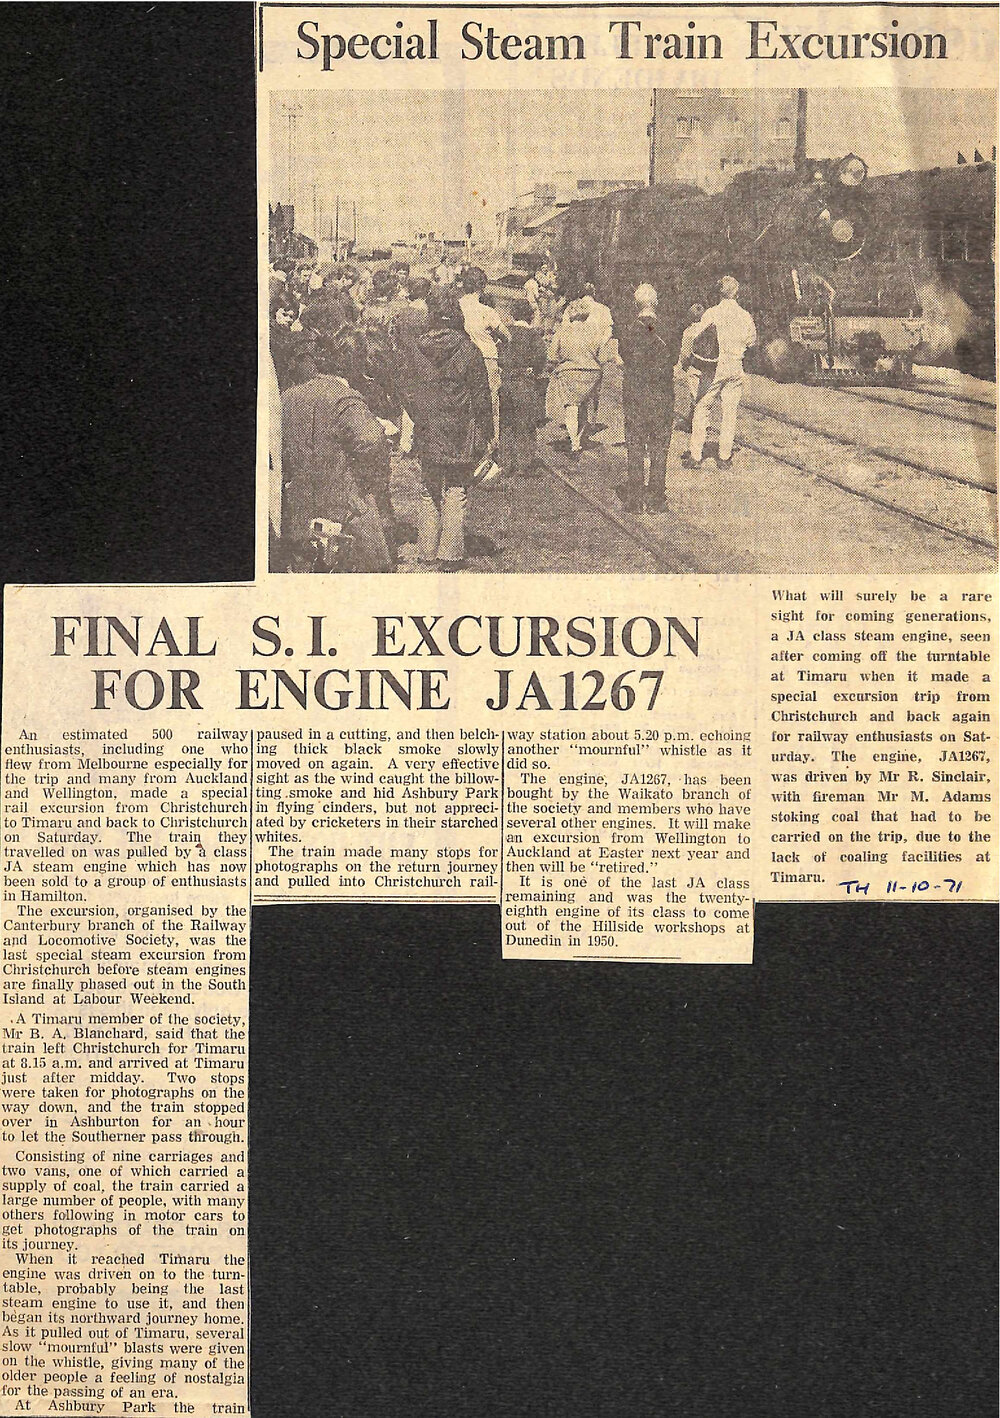 Special Steam Train Excursion
What will surely be a rare
sight for coming generations,
a JA class steam engine, seen
after coming off the turntable
at Timaru when it made a
special excursion trip from
Christchurch and back again
for railway enthusiasts on Sat-
urday. The engine, JA1267,
was driven by Mr R. Sinclair,
with fireman Mr M. Adams
stoking coal that had to be
carried on the trip, due to the
lack of coaling facilities at
Timaru.
TH 11-10-71
FINAL S.I. EXCURSION
FOR ENGINE JA1267
An estimated 500 railway
enthusiasts, including one who
flew from Melbourne especially for
the trip and many from Auckland
and Wellington, made a special
rail excursion from Christchurch
to Timaru and back to Christchurch
on Saturday. The train they
travelled on was pulled by a class
JA steam engine which has now
been sold to a group of enthusiasts
in Hamilton.
The excursion, organised by the
Canterbury branch of the Railway
and Locomotive Society, was the
last special steam excursion from
Christchurch before steam engines
are finally phased out in the South
Island at Labour Weekend.
A Timaru member of the society,
Mr B. A. Blanchard, said that the
train left Christchurch for Timaru
at 8.15 a.m. and arrived at Timaru
just after midday. Two stops
were taken for photographs on the
way down, and the train stopped
over in Ashburton for an hour
to let the Southerner pass through.
Consisting of nine carriages and
two vans, one of which carried a
supply of coal, the train carried a
large number of people, with many
others following in motor cars to
get photographs of the train on
its journey.
When it reached Timaru the
engine was driven on to the turn-
table, probably being the last
steam engine to use it, and then
began its northward journey home.
As it pulled out of Timaru, several
slow "mournful" blasts were given
on the whistle, giving many of the
older people a feeling of nostalgia
for the passing of an era.
At Ashbury Park the train
paused in a cutting, and then belch-
ing thick black smoke slowly
moved on again. A very effective
sight as the wind caught the billow-
ting smoke and hid Ashbury Park
in flying cinders, but not appreci-
ated by cricketers in their starched
whites.
The train made many stops for
photographs on the return journey
and pulled into Christchurch rail-
way station about 5.20 p.m. echoing
another "mournful" whistle as it
did so.
The engine, JA1267, has been
bought by the Waikato branch of
the society and members who have
several other engines. It will make
an excursion from Wellington to
Auckland at Easter next year and
then will be "retired."
It is one of the last JA class
remaining and was the twenty-
eighth engine of its class to come
out of the Hillside workshops at
Dunedin in 1950.